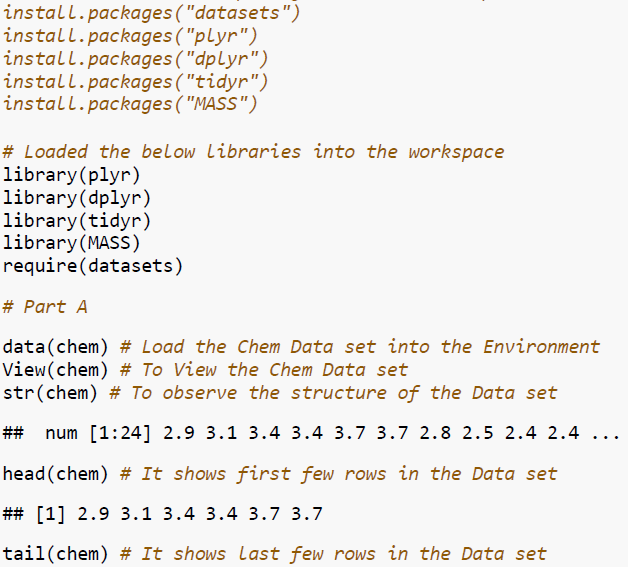 install.packages("datasets")
install.packages("plyr")
install.packages("dplyr")
install.packages("tidyr")
install.packages("MASS")
# Loaded the below libraries into the workspace
library(plyr)
library(dplyr)
library(tidyr)
library(MASS)
require(datasets)
# Part A
data(chem) # Load the Chem Data set into the Environment
View(chem) # To View the Chem Data set
str(chem) # To observe the structure of the Data set
##  num [1:24] 2.9 3.1 3.4 3.4 3.7 3.7 2.8 2.5 2.4 2.4 ...
head(chem) # It shows first few rows in the Data set
## [1] 2.9 3.1 3.4 3.4 3.7 3.7
tail(chem) # It shows last few rows in the Data set